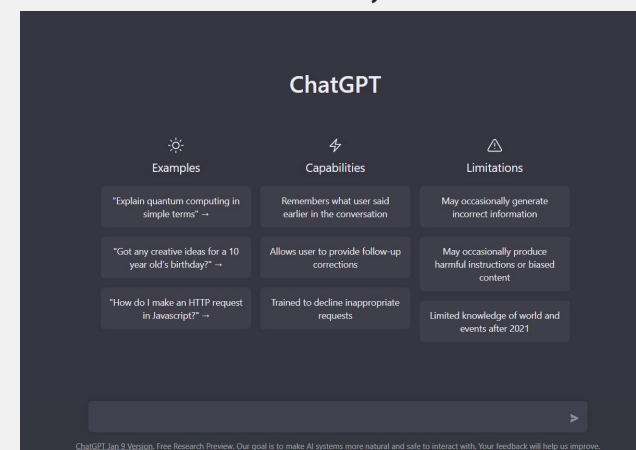 ChatGPT
Examples
"Explain quantum computing in
simple terms" →
"Got any creative ideas for a 10
year old's birthday?" →
"How do I make an HTTP request
in Javascript?" →
Capabilities
Remembers what user said
earlier in the conversation
Allows user to provide follow-up
corrections
Trained to decline inappropriate
requests
Limitations
May occasionally generate
incorrect information
May occasionally produce
harmful instructions or biased
content
Limited knowledge of world and
events after 2021
ChatGPT Jan 9 Version. Free Research Preview. Our goal is to make AI systems more natural and safe to interact with. Your feedback will help us improve.